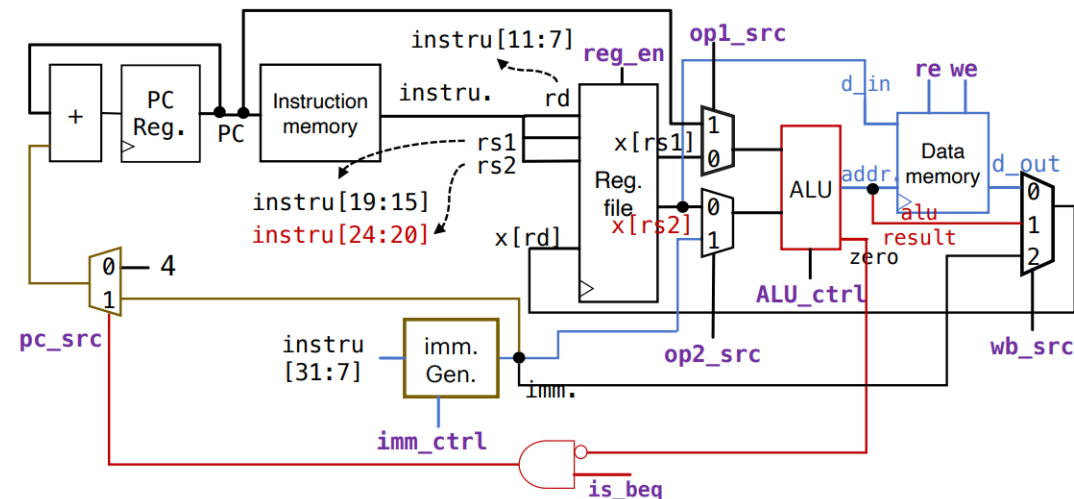 instru[11:7]
op1_src
reg_en
re we
d_in
PC
Reg.
+
Instruction
memory
instru.
rd
PC
rs1
rs2
x[rs1]
1
0
Reg.
file
ALU
addr.
Data
memory
d_out
instru[19:15]
instru[24:20]
x[rs2]
0
1
0
1
2
alu
result
x[rd]
zero
0
1
4
ALU_ctrl
pc_src
instru
[31:7]
imm.
Gen.
imm.
op2_src
wb_src
imm_ctrl
is_beq